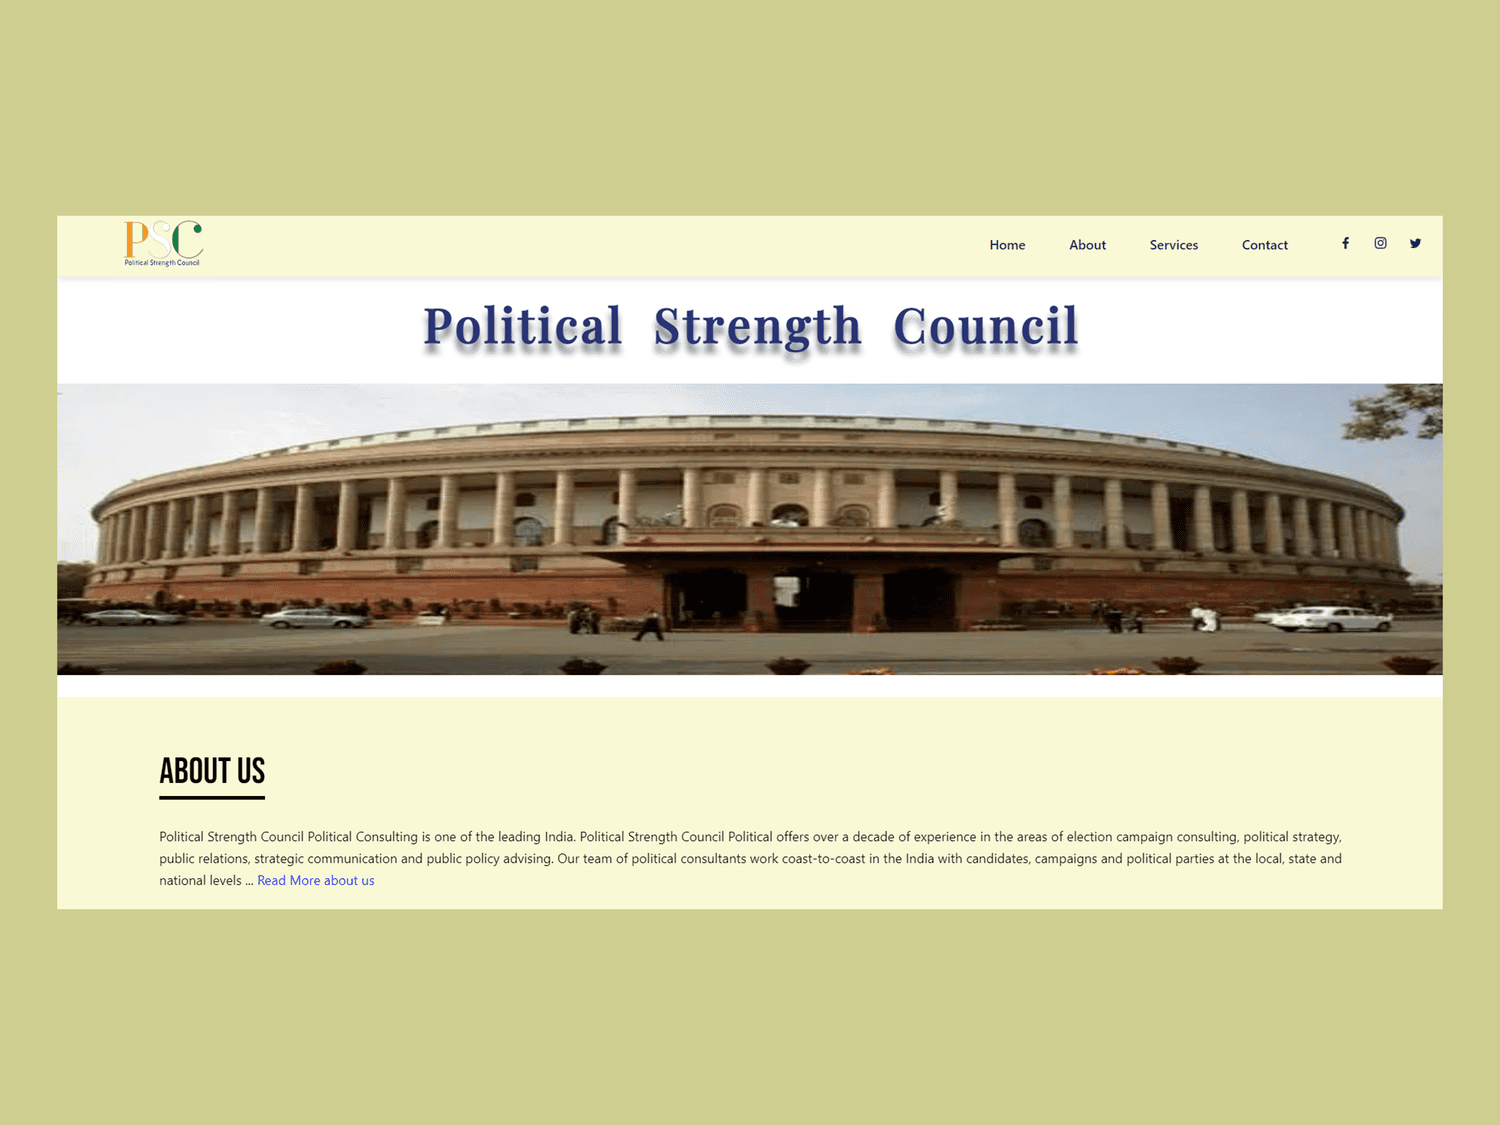 PSC
Political Strength Council
Home About Services Contact
Political Strength Council
ABOUT US
Political Strength Council Political Consulting is one of the leading India. Political Strength Council Political offers over a decade of experience in the areas of election campaign consulting, political strategy,
public relations, strategic communication and public policy advising. Our team of political consultants work coast-to-coast in the India with candidates, campaigns and political parties at the local, state and
national levels ... Read More about us